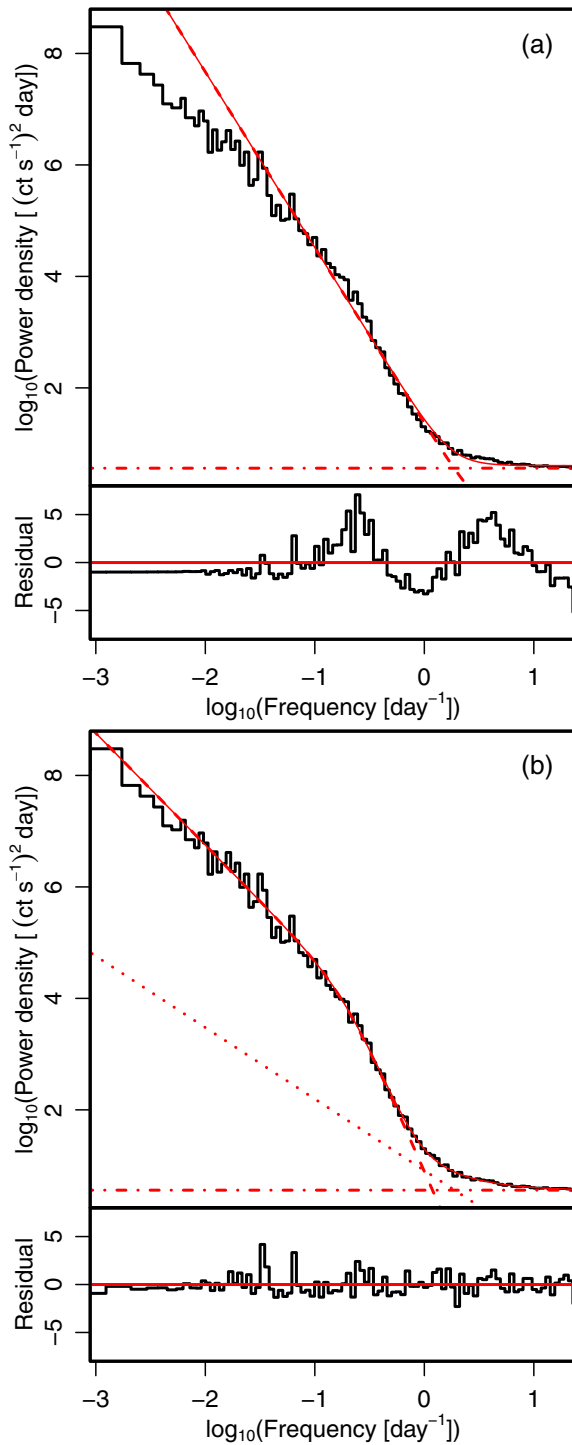 (a)
log₁₀(Power density [ (ct s⁻¹)² day])
8
6
4
2
Residual
5
0
−5
−3 −2 −1 0 1
log₁₀(Frequency [day⁻¹])
(b)
log₁₀(Power density [ (ct s⁻¹)² day])
8
6
4
2
Residual
5
0
−5
−3 −2 −1 0 1
log₁₀(Frequency [day⁻¹])